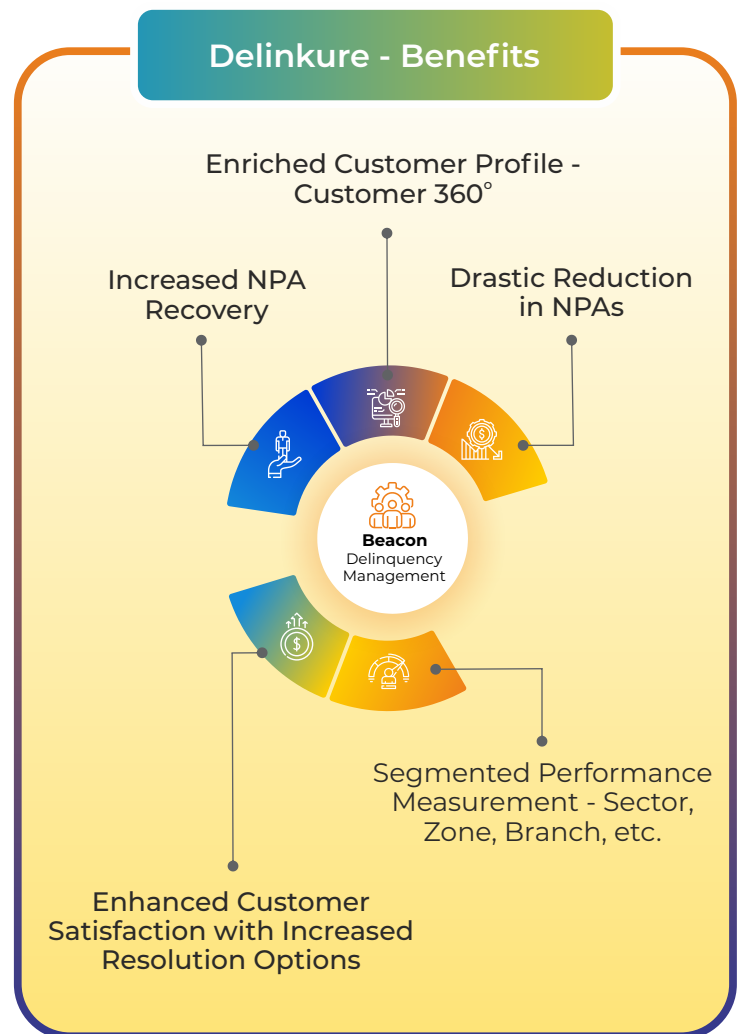 Delinkure - Benefits
Enriched Customer Profile -
Customer 360°
Increased NPA
Recovery
Drastic Reduction
in NPAs
Beacon
Delinquency
Management
Segmented Performance
Measurement - Sector,
Zone, Branch, etc.
Enhanced Customer
Satisfaction with Increased
Resolution Options